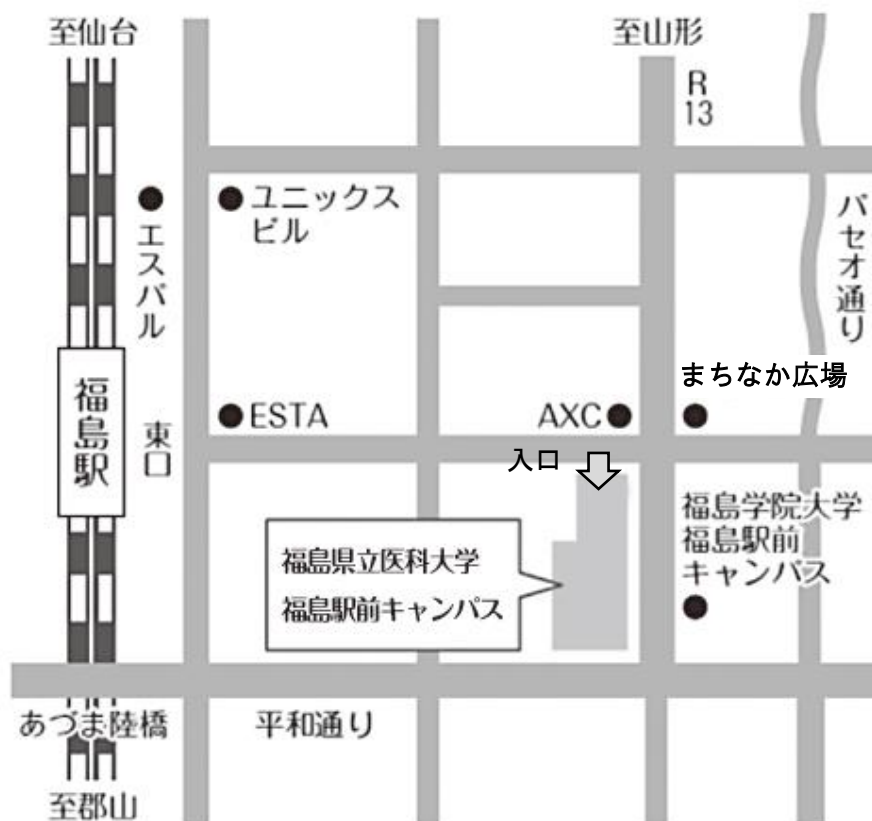 至仙台
至山形
R
13
ユニックス
ビル
エスパル
パセオ通り
まちなか広場
福島駅
東口
ESTA
AXC
入口
福島学院大学
福島駅前
キャンパス
福島県立医科大学
福島駅前キャンパス
あづま陸橋
平和通り
至郡山